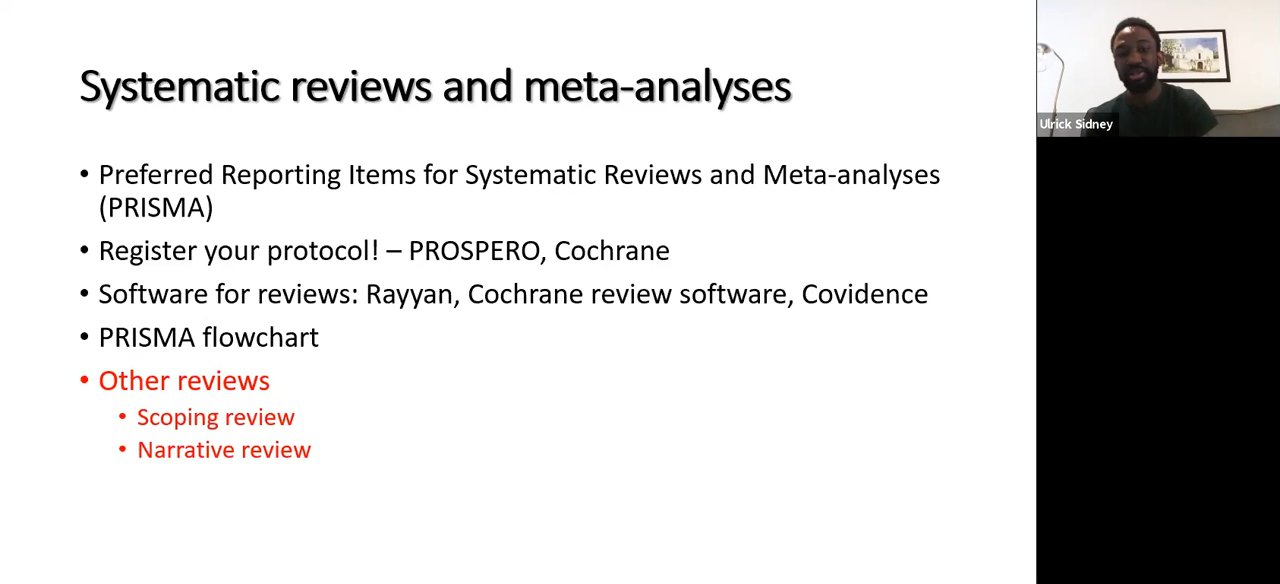 Systematic reviews and meta-analyses
• Preferred Reporting Items for Systematic Reviews and Meta-analyses
(PRISMA)
• Register your protocol! – PROSPERO, Cochrane
• Software for reviews: Rayyan, Cochrane review software, Covidence
• PRISMA flowchart
• Other reviews
• Scoping review
• Narrative review
Ulrick Sidney